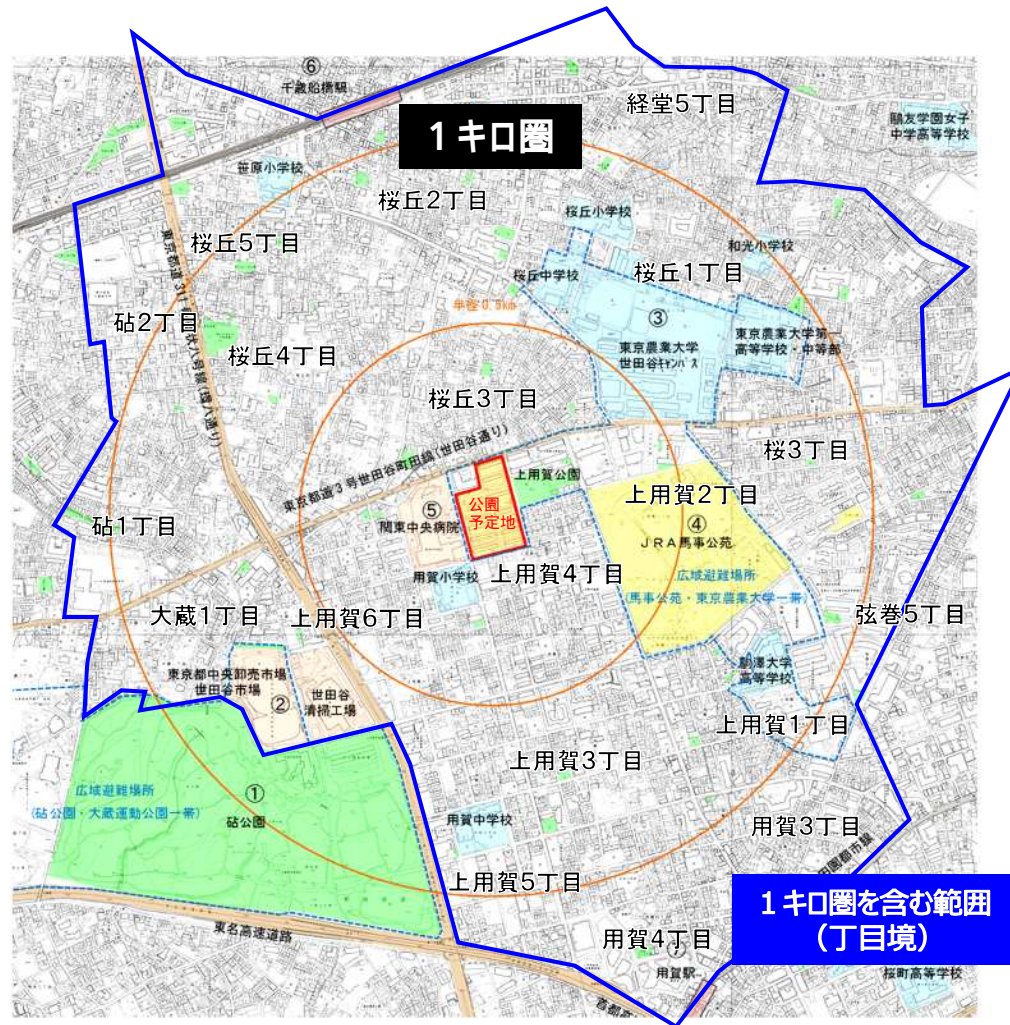 ⑥
千歳船橋駅
経堂5丁目
鷗友学園女子
中学高等学校
1キロ圏
笹原小学校
桜丘2丁目
桜丘小学校
和光小学校
桜丘5丁目
桜丘中学校
桜丘1丁目
半径0.5km
砧2丁目
③
東京農業大学
世田谷キャンパス
東京農業大学第一
高等学校・中等部
桜丘4丁目
桜丘3丁目
東京都道3号世田谷町田線(世田谷通り)
桜3丁目
上用賀公園
上用賀2丁目
公園
予定地
⑤
関東中央病院
④
JRA馬事公苑
砧1丁目
用賀小学校
上用賀4丁目
広域避難場所
(馬事公苑・東京農業大学一帯)
大蔵1丁目
上用賀6丁目
弦巻5丁目
東京都中央卸売市場
世田谷市場
②
世田谷
清掃工場
駒澤大学
高等学校
上用賀1丁目
上用賀3丁目
広域避難場所
(砧公園・大蔵運動公園一帯)
①
砧公園
用賀中学校
用賀3丁目
上用賀5丁目
東名高速道路
用賀4丁目
⑦
用賀駅
1キロ圏を含む範囲
(丁目境)
桜町高等学校